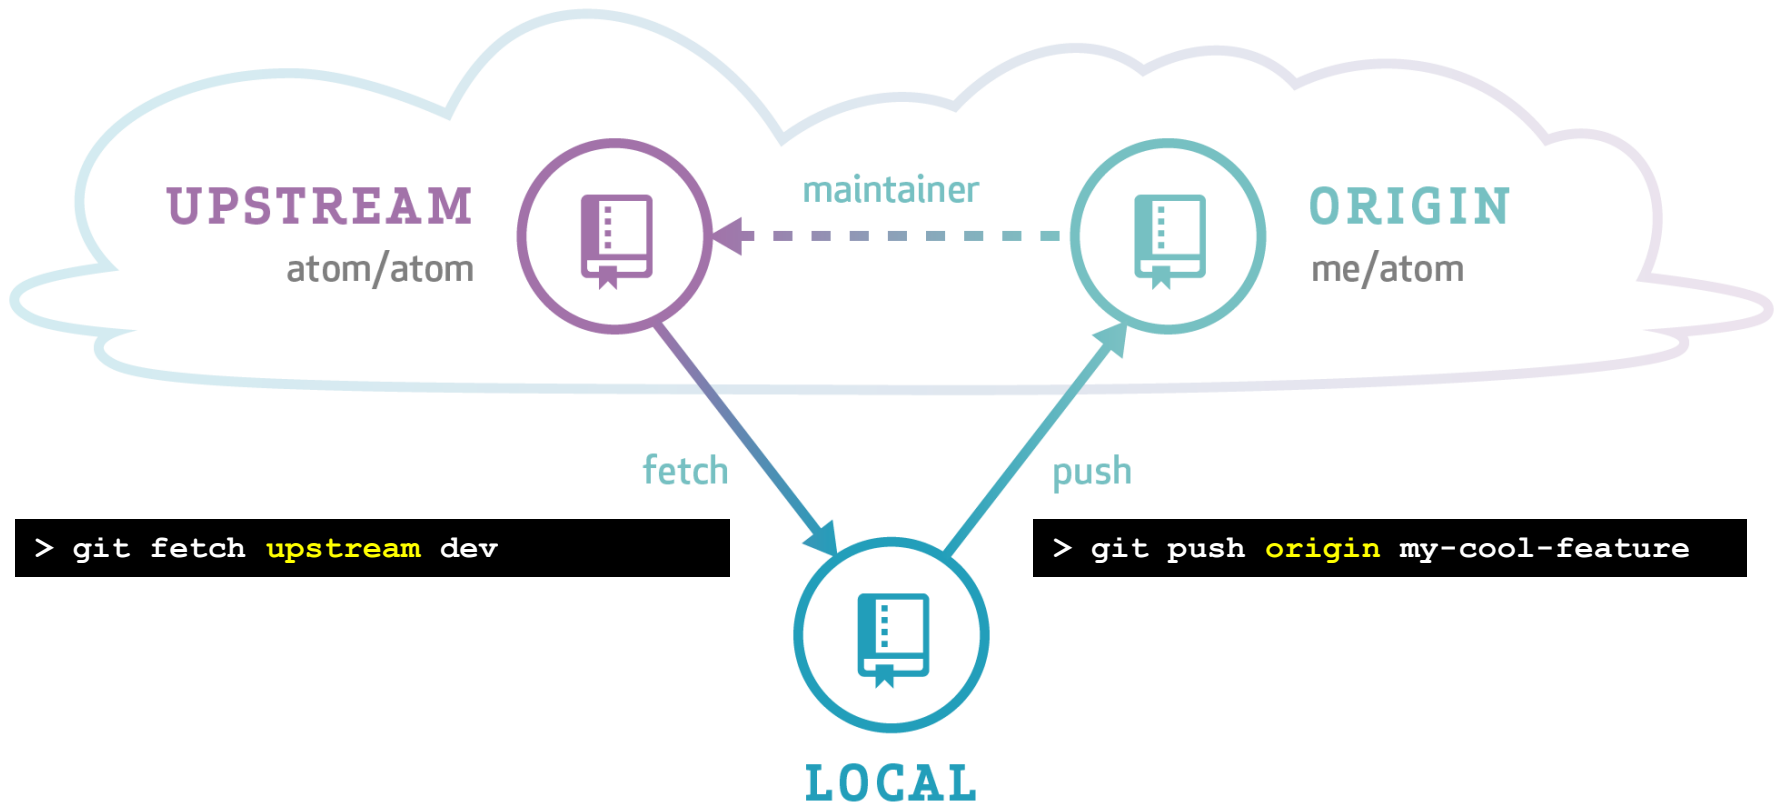 maintainer
UPSTREAM
atom/atom
ORIGIN
me/atom
fetch
push
> git fetch upstream dev
> git push origin my-cool-feature
LOCAL